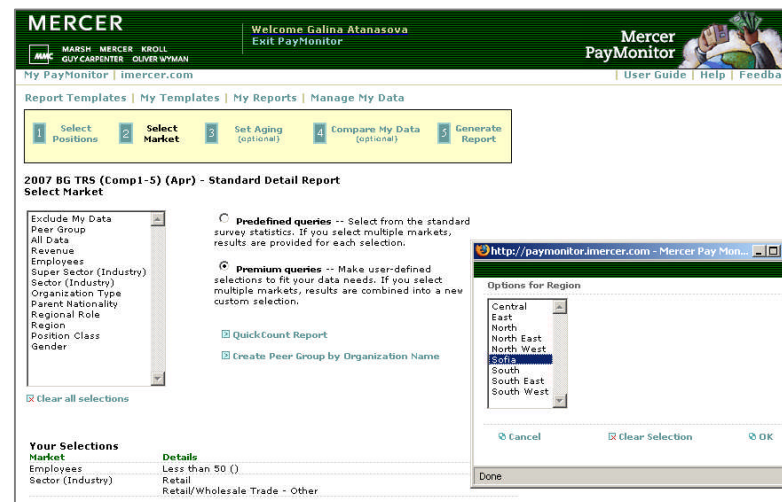 MERCER
Welcome Galina Atanasova
Exit PayMonitor
MMC MARSH MERCER KROLL
GUY CARPENTER OLIVER WYMAN
Mercer
PayMonitor
My PayMonitor | imercer.com
| User Guide | Help | Feedba
Report Templates | My Templates | My Reports | Manage My Data
1 Select Positions
2 Select Market
3 Set Aging (optional)
4 Compare My Data (optional)
5 Generate Report
2007 BG TRS (Comp1-5) (Apr) - Standard Detail Report
Select Market
Exclude My Data
Peer Group
All Data
Revenue
Employees
Super Sector (Industry)
Sector (Industry)
Organization Type
Parent Nationality
Regional Role
Region
Position Class
Gender
Clear all selections
Predefined queries -- Select from the standard
survey statistics. If you select multiple markets,
results are provided for each selection.
Premium queries -- Make user-defined
selections to fit your data needs. If you select
multiple markets, results are combined into a new
custom selection.
QuickCount Report
Create Peer Group by Organization Name
http://paymonitor.imercer.com - Mercer Pay Mon...
Options for Region
Central
East
North
North East
North West
Sofia
South
South East
South West
Cancel
Clear Selection
OK
Done
Your Selections
Market Details
Employees Less than 50 ()
Sector (Industry) Retail
Retail/Wholesale Trade - Other